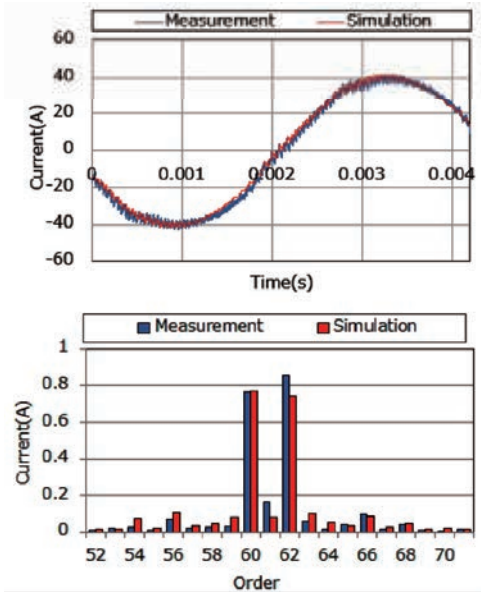 Measurement Simulation
60
40
20
0
-20
-40
-60
0 0.001 0.002 0.003 0.004
Current(A)
Time(s)
Measurement Simulation
1
0.8
0.6
0.4
0.2
0
52 54 56 58 60 62 64 66 68 70
Current(A)
Order